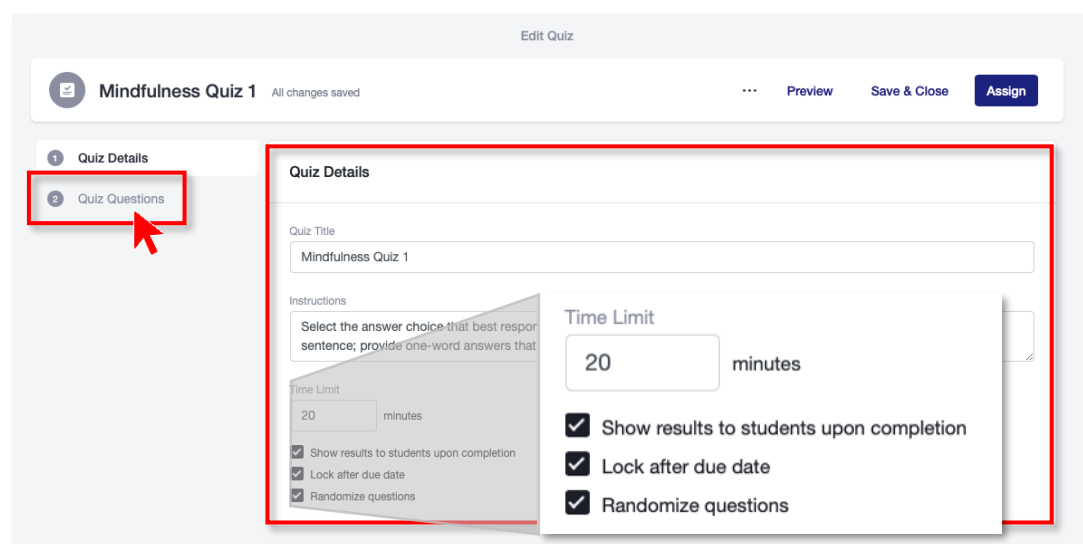 Edit Quiz
Mindfulness Quiz 1 All changes saved ... Preview Save & Close Assign
1 Quiz Details
2 Quiz Questions
Quiz Details
Quiz Title
Mindfulness Quiz 1
Instructions
Select the answer choice that best respon
sentence; provide one-word answers that
Time Limit
20 minutes
Show results to students upon completion
Lock after due date
Randomize questions
Time Limit
20 minutes
Show results to students upon completion
Lock after due date
Randomize questions